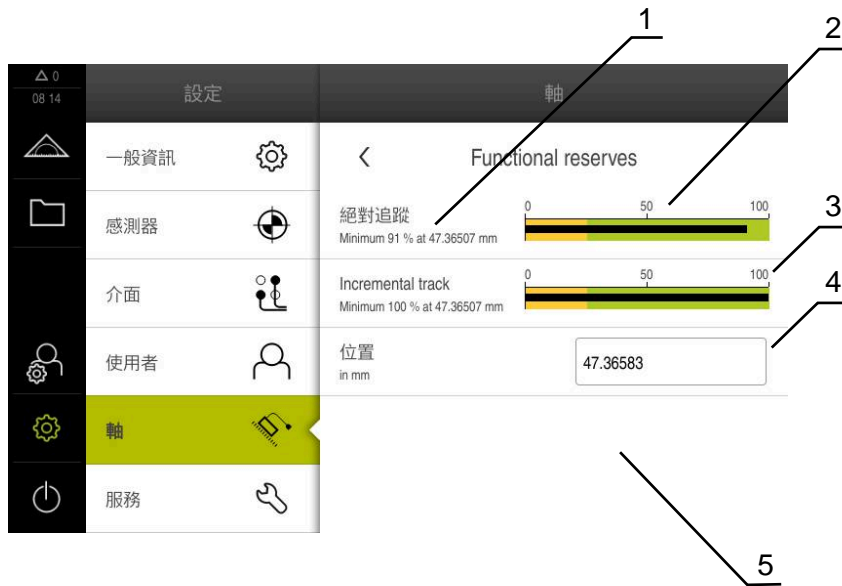 1
2
0
08 14
設定
軸
一般資訊
Functional reserves
感測器
絕對追蹤
Minimum 91 % at 47.36507 mm
0 50 100
3
介面
Incremental track
Minimum 100 % at 47.36507 mm
0 50 100
4
使用者
位置
in mm
47.36583
軸
服務
5